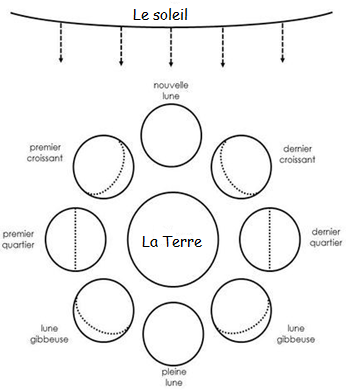 Le soleil
nouvelle
lune
premier
croissant
dernier
croissant
premier
quartier
La Terre
dernier
quartier
lune
gibbeuse
lune
gibbeuse
pleine
lune